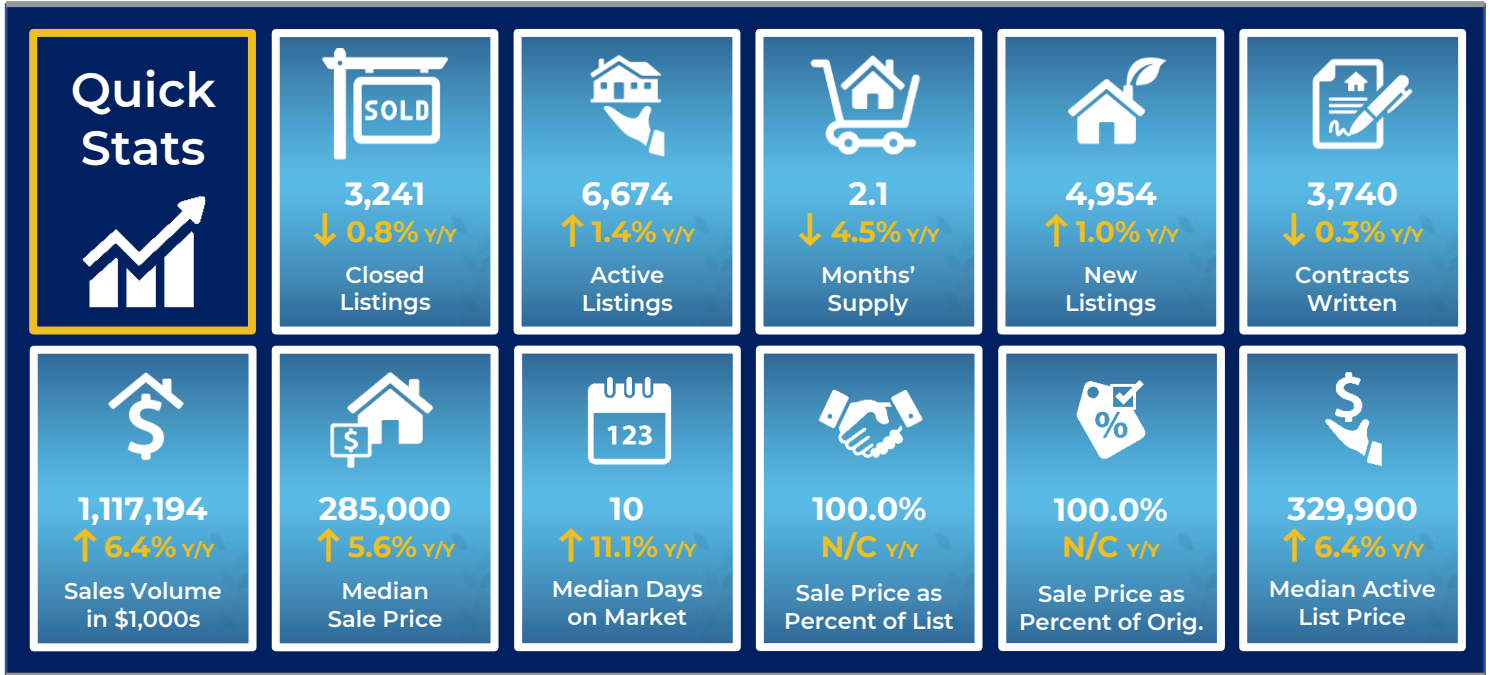 Quick
Stats
SOLD
3,241
↓ 0.8% Y/Y
Closed
Listings
6,674
↑ 1.4% Y/Y
Active
Listings
2.1
↓ 4.5% Y/Y
Months’
Supply
4,954
↑ 1.0% Y/Y
New
Listings
3,740
↓ 0.3% Y/Y
Contracts
Written
$
1,117,194
↑ 6.4% Y/Y
Sales Volume
in $1,000s
$
285,000
↑ 5.6% Y/Y
Median
Sale Price
123
10
↑ 11.1% Y/Y
Median Days
on Market
100.0%
N/C Y/Y
Sale Price as
Percent of List
%
100.0%
N/C Y/Y
Sale Price as
Percent of Orig.
$
329,900
↑ 6.4% Y/Y
Median Active
List Price